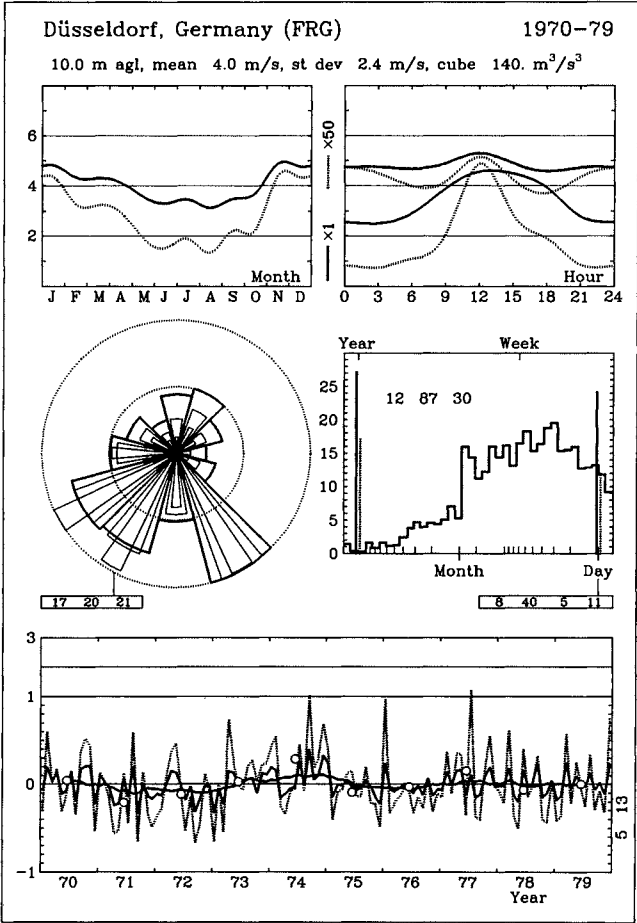 Düsseldorf, Germany (FRG) 1970-79
10.0 m agl, mean 4.0 m/s, st dev 2.4 m/s, cube 140. m³/s³
6
4
2
Month
J F M A M J J A S O N D
×1 ×50
Hour
0 3 6 9 12 15 18 21 24
Year Week
25
20
15
10
5
0
12 87 30
Month Day
17 20 21
8 40 5 11
3
1
0
-1
5 13
70 71 72 73 74 75 76 77 78 79
Year